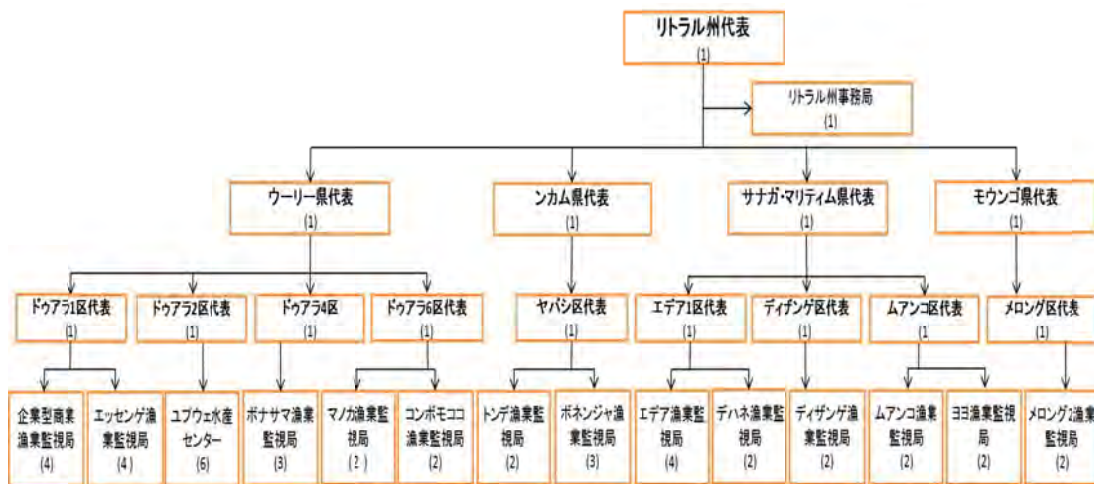 リトラル州代表
(1)
リトラル州事務局
(1)
ウーリー県代表
(1)
ンカム県代表
(1)
サナガ・マリティム県代表
(1)
モウンゴ県代表
(1)
ドゥアラ1区代表
(1)
ドゥアラ2区代表
(1)
ドゥアラ4区
(1)
ドゥアラ6区代表
(1)
ヤバシ区代表
(1)
エデア1区代表
(1)
ディザンゲ区代表
(1)
ムアンコ区代表
(1
メロング区代表
(1)
企業型商業
漁業監視局
(4)
エッセンゲ漁
業監視局
(4)
ユプウェ水産
センター
(6)
ボナサマ漁業
監視局
(3)
マノカ漁業監
視局
(2)
コンボモココ
漁業監視局
(2)
トンデ漁業監
視局
(2)
ボネンジャ漁
業監視局
(3)
エデア漁業監
視局
(4)
デハネ漁業監
視局
(2)
ディザンゲ漁
業監視局
(2)
ムアンコ漁業
監視局
(2)
ヨヨ漁業監視
局
(2)
メロング2漁業
監視局
(2)